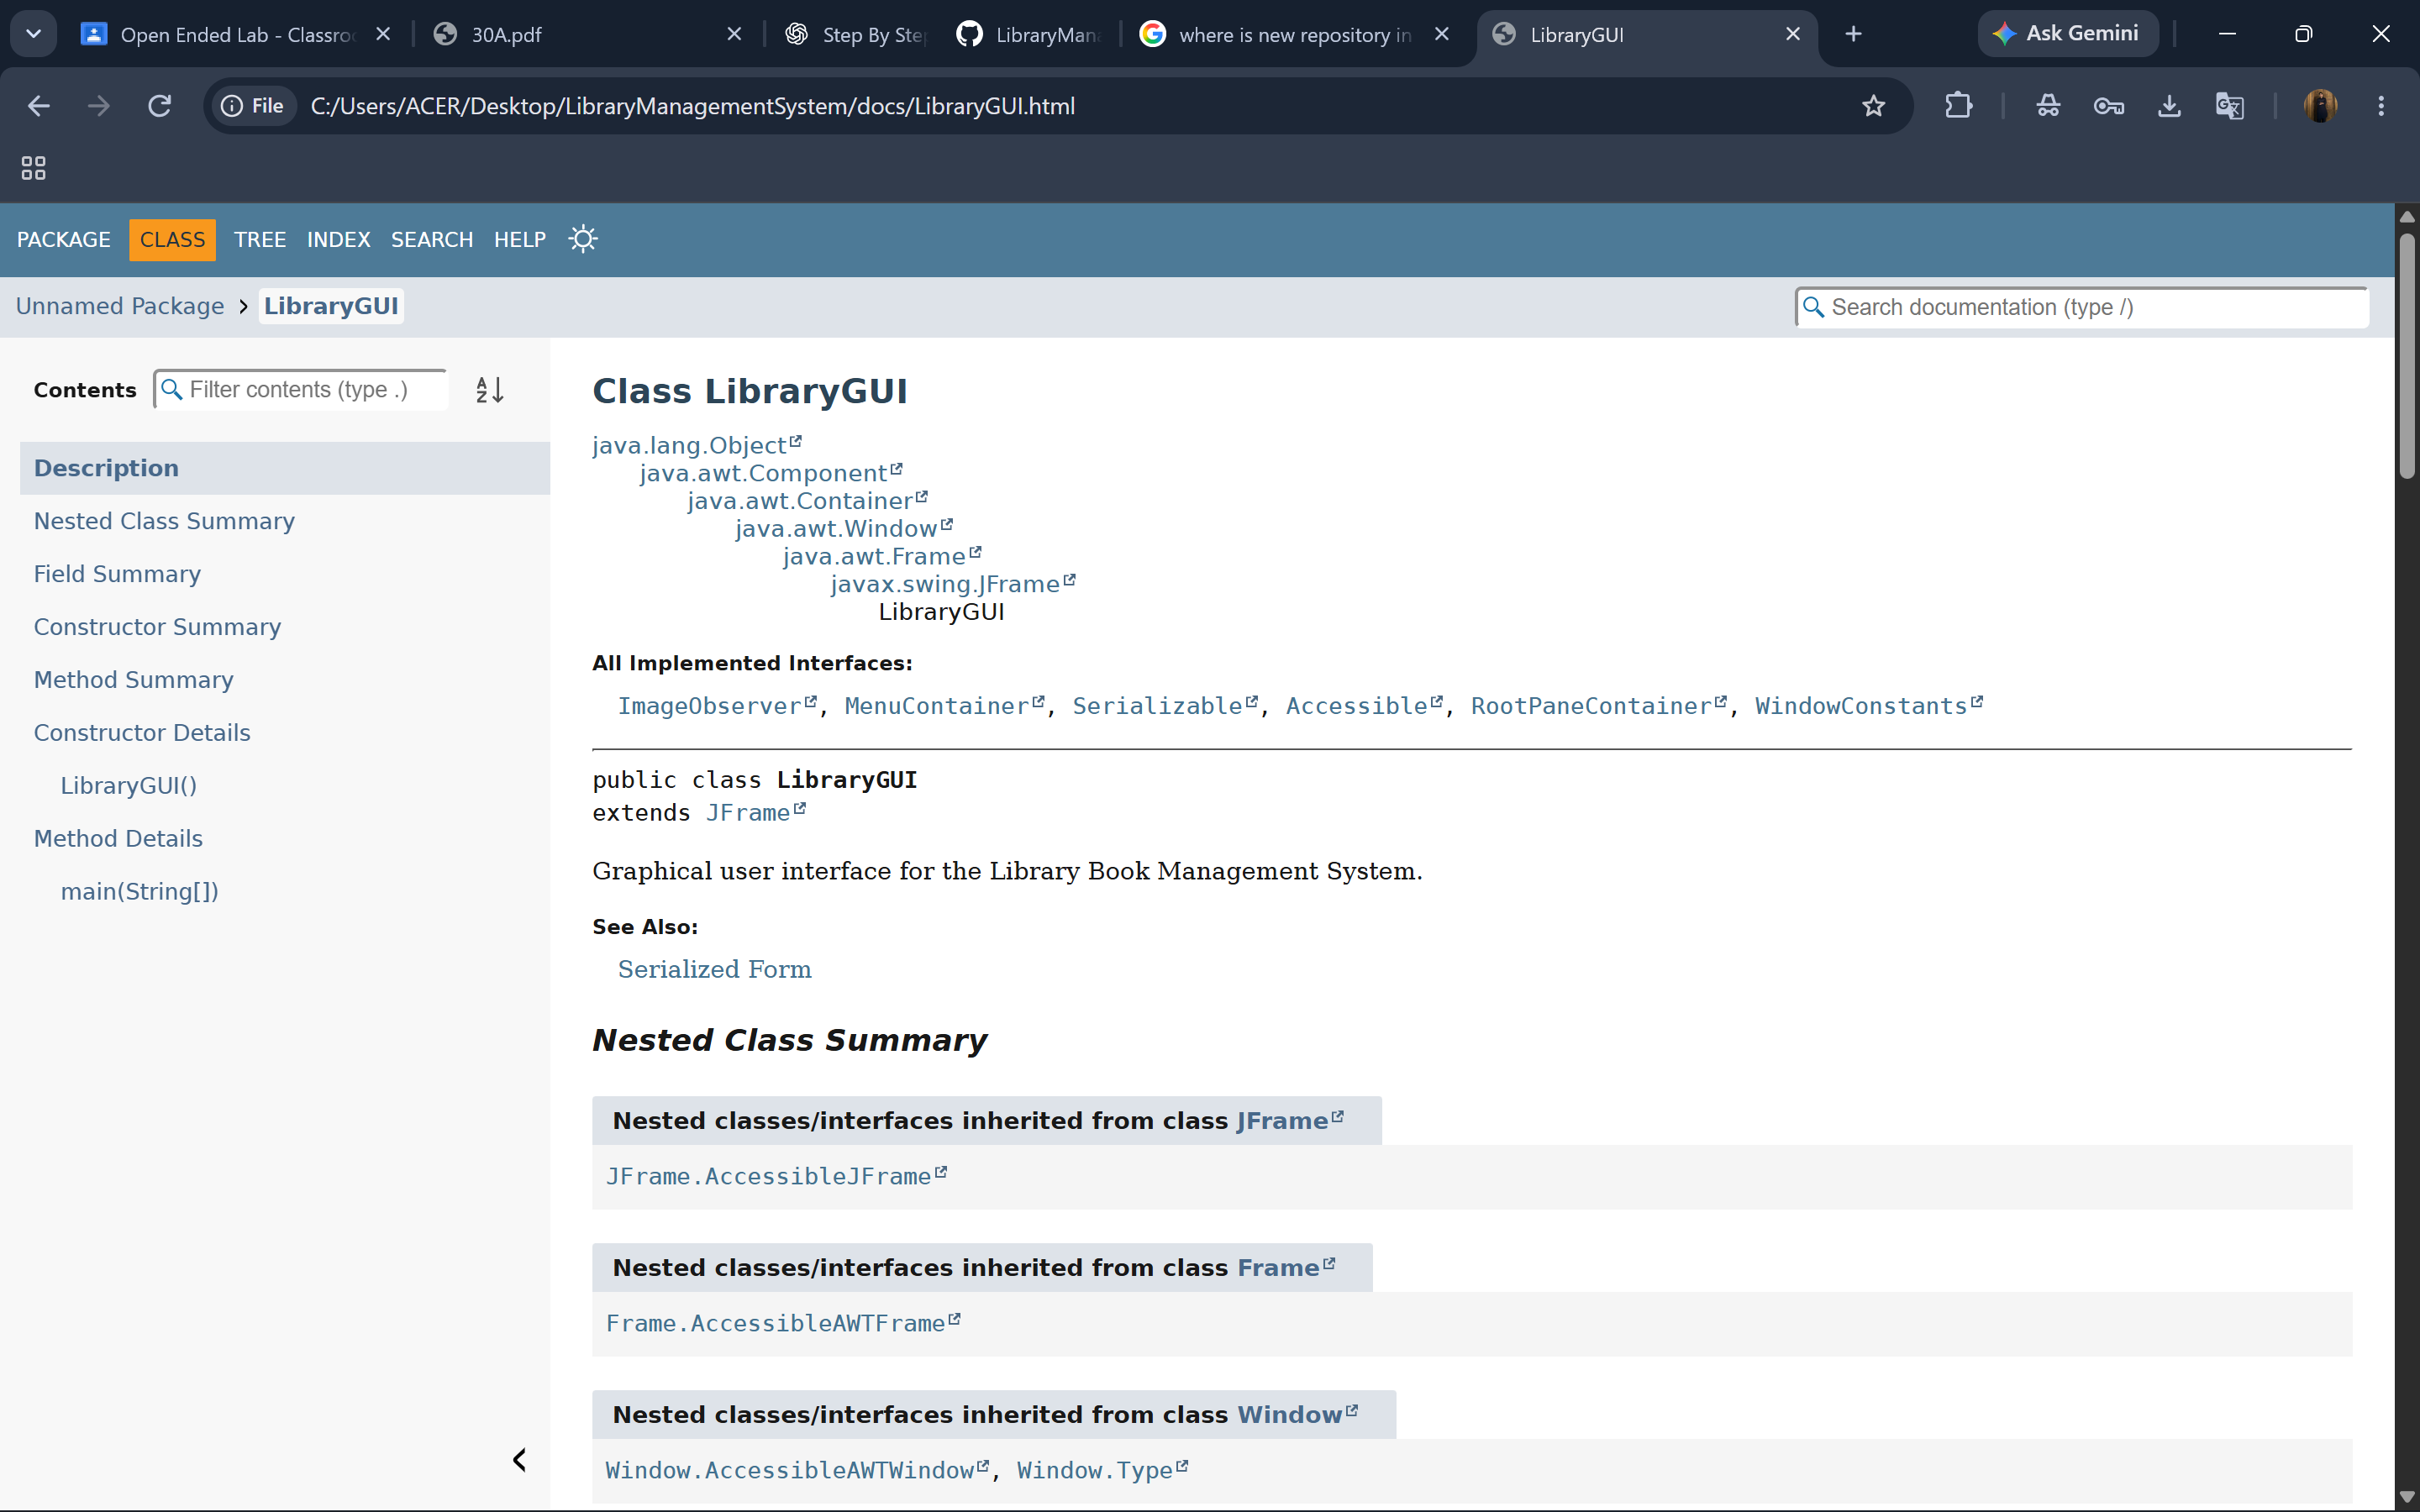 Open Ended Lab - Classro
30A.pdf
Step By Ste
LibraryMan
where is new repository in
LibraryGUI
Ask Gemini
File
C:/Users/ACER/Desktop/LibraryManagementSystem/docs/LibraryGUI.html
PACKAGE CLASS TREE INDEX SEARCH HELP
Unnamed Package > LibraryGUI
Search documentation (type /)
Contents
Filter contents (type .)
Description
Nested Class Summary
Field Summary
Constructor Summary
Method Summary
Constructor Details
LibraryGUI()
Method Details
main(String[])
Class LibraryGUI
java.lang.Object
java.awt.Component
java.awt.Container
java.awt.Window
java.awt.Frame
javax.swing.JFrame
LibraryGUI
All Implemented Interfaces:
ImageObserver, MenuContainer, Serializable, Accessible, RootPaneContainer, WindowConstants
public class LibraryGUI
extends JFrame
Graphical user interface for the Library Book Management System.
See Also:
Serialized Form
Nested Class Summary
Nested classes/interfaces inherited from class JFrame
JFrame.AccessibleJFrame
Nested classes/interfaces inherited from class Frame
Frame.AccessibleAWTFrame
Nested classes/interfaces inherited from class Window
Window.AccessibleAWTWindow, Window.Type